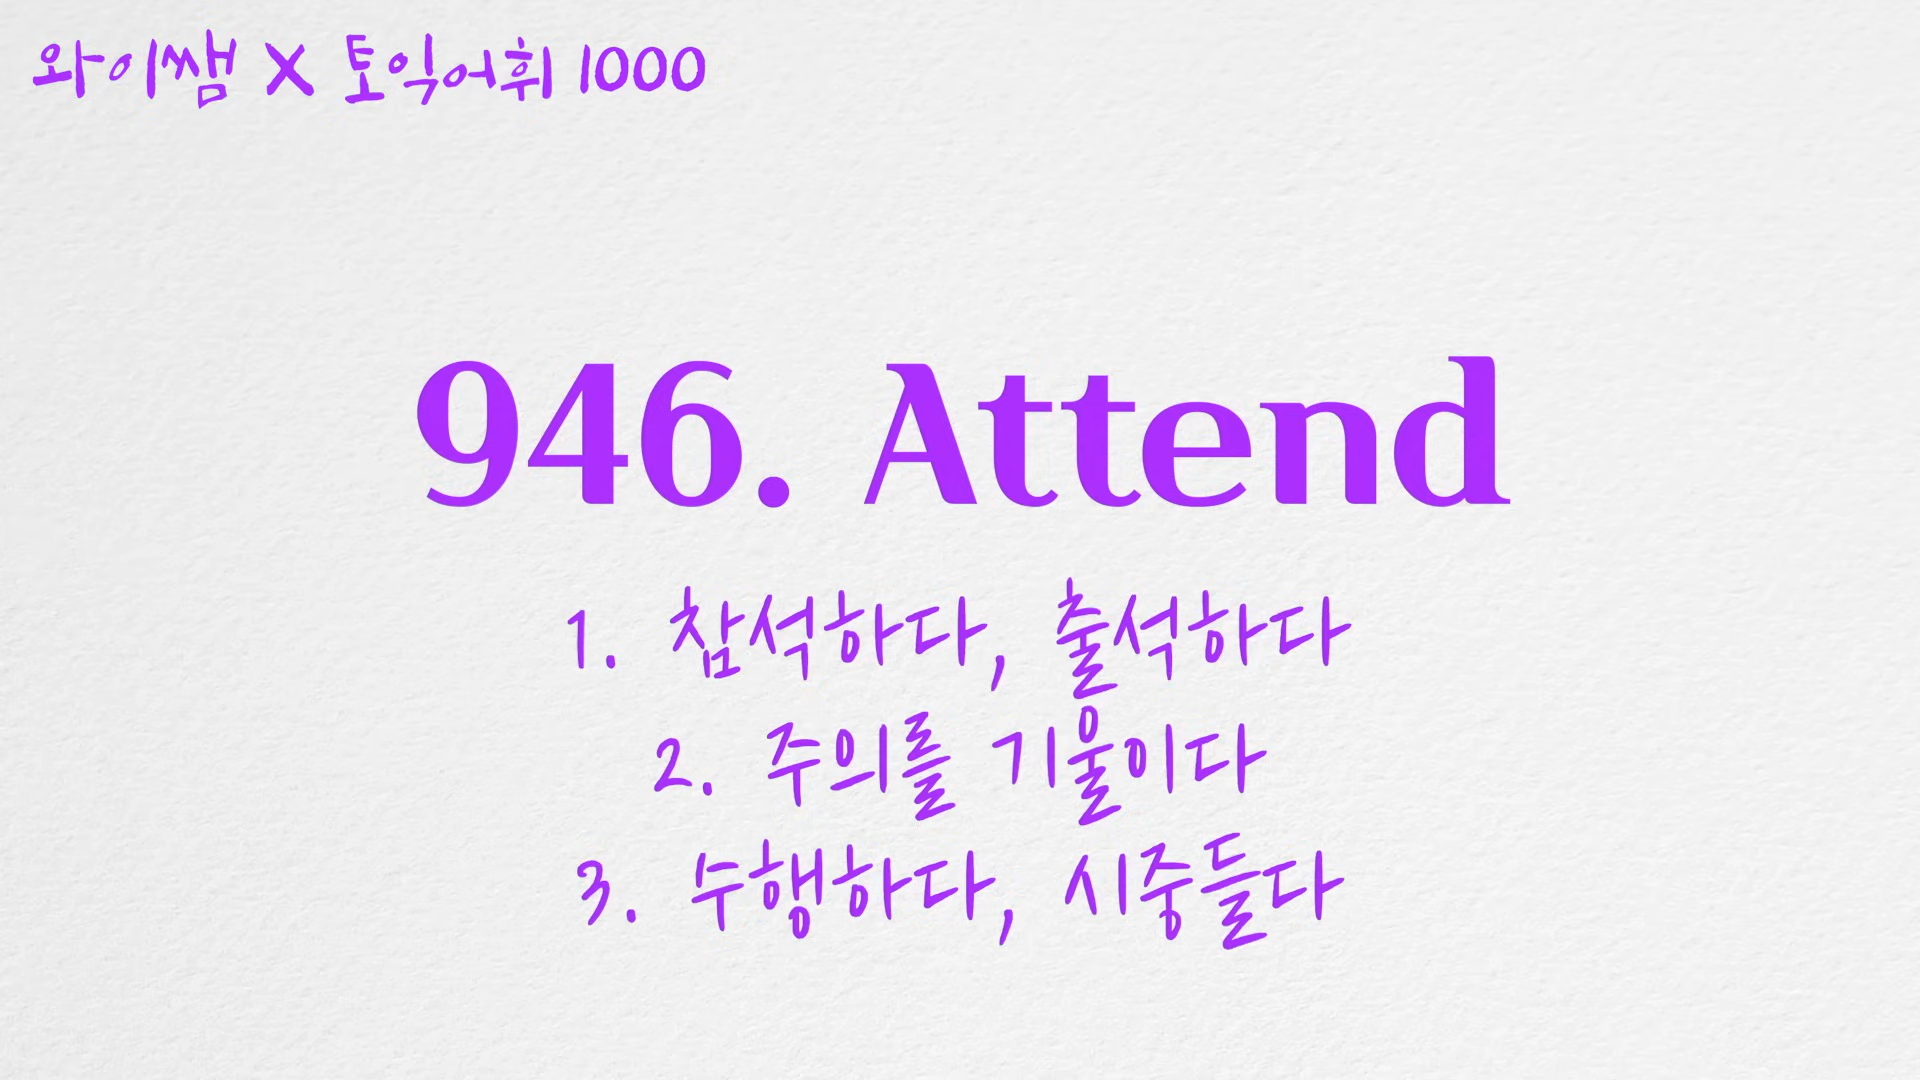 와이쌤 X 토익어휘 1000
946. Attend
1. 참석하다, 출석하다
2. 주의를 기울이다
3. 수행하다, 시중들다